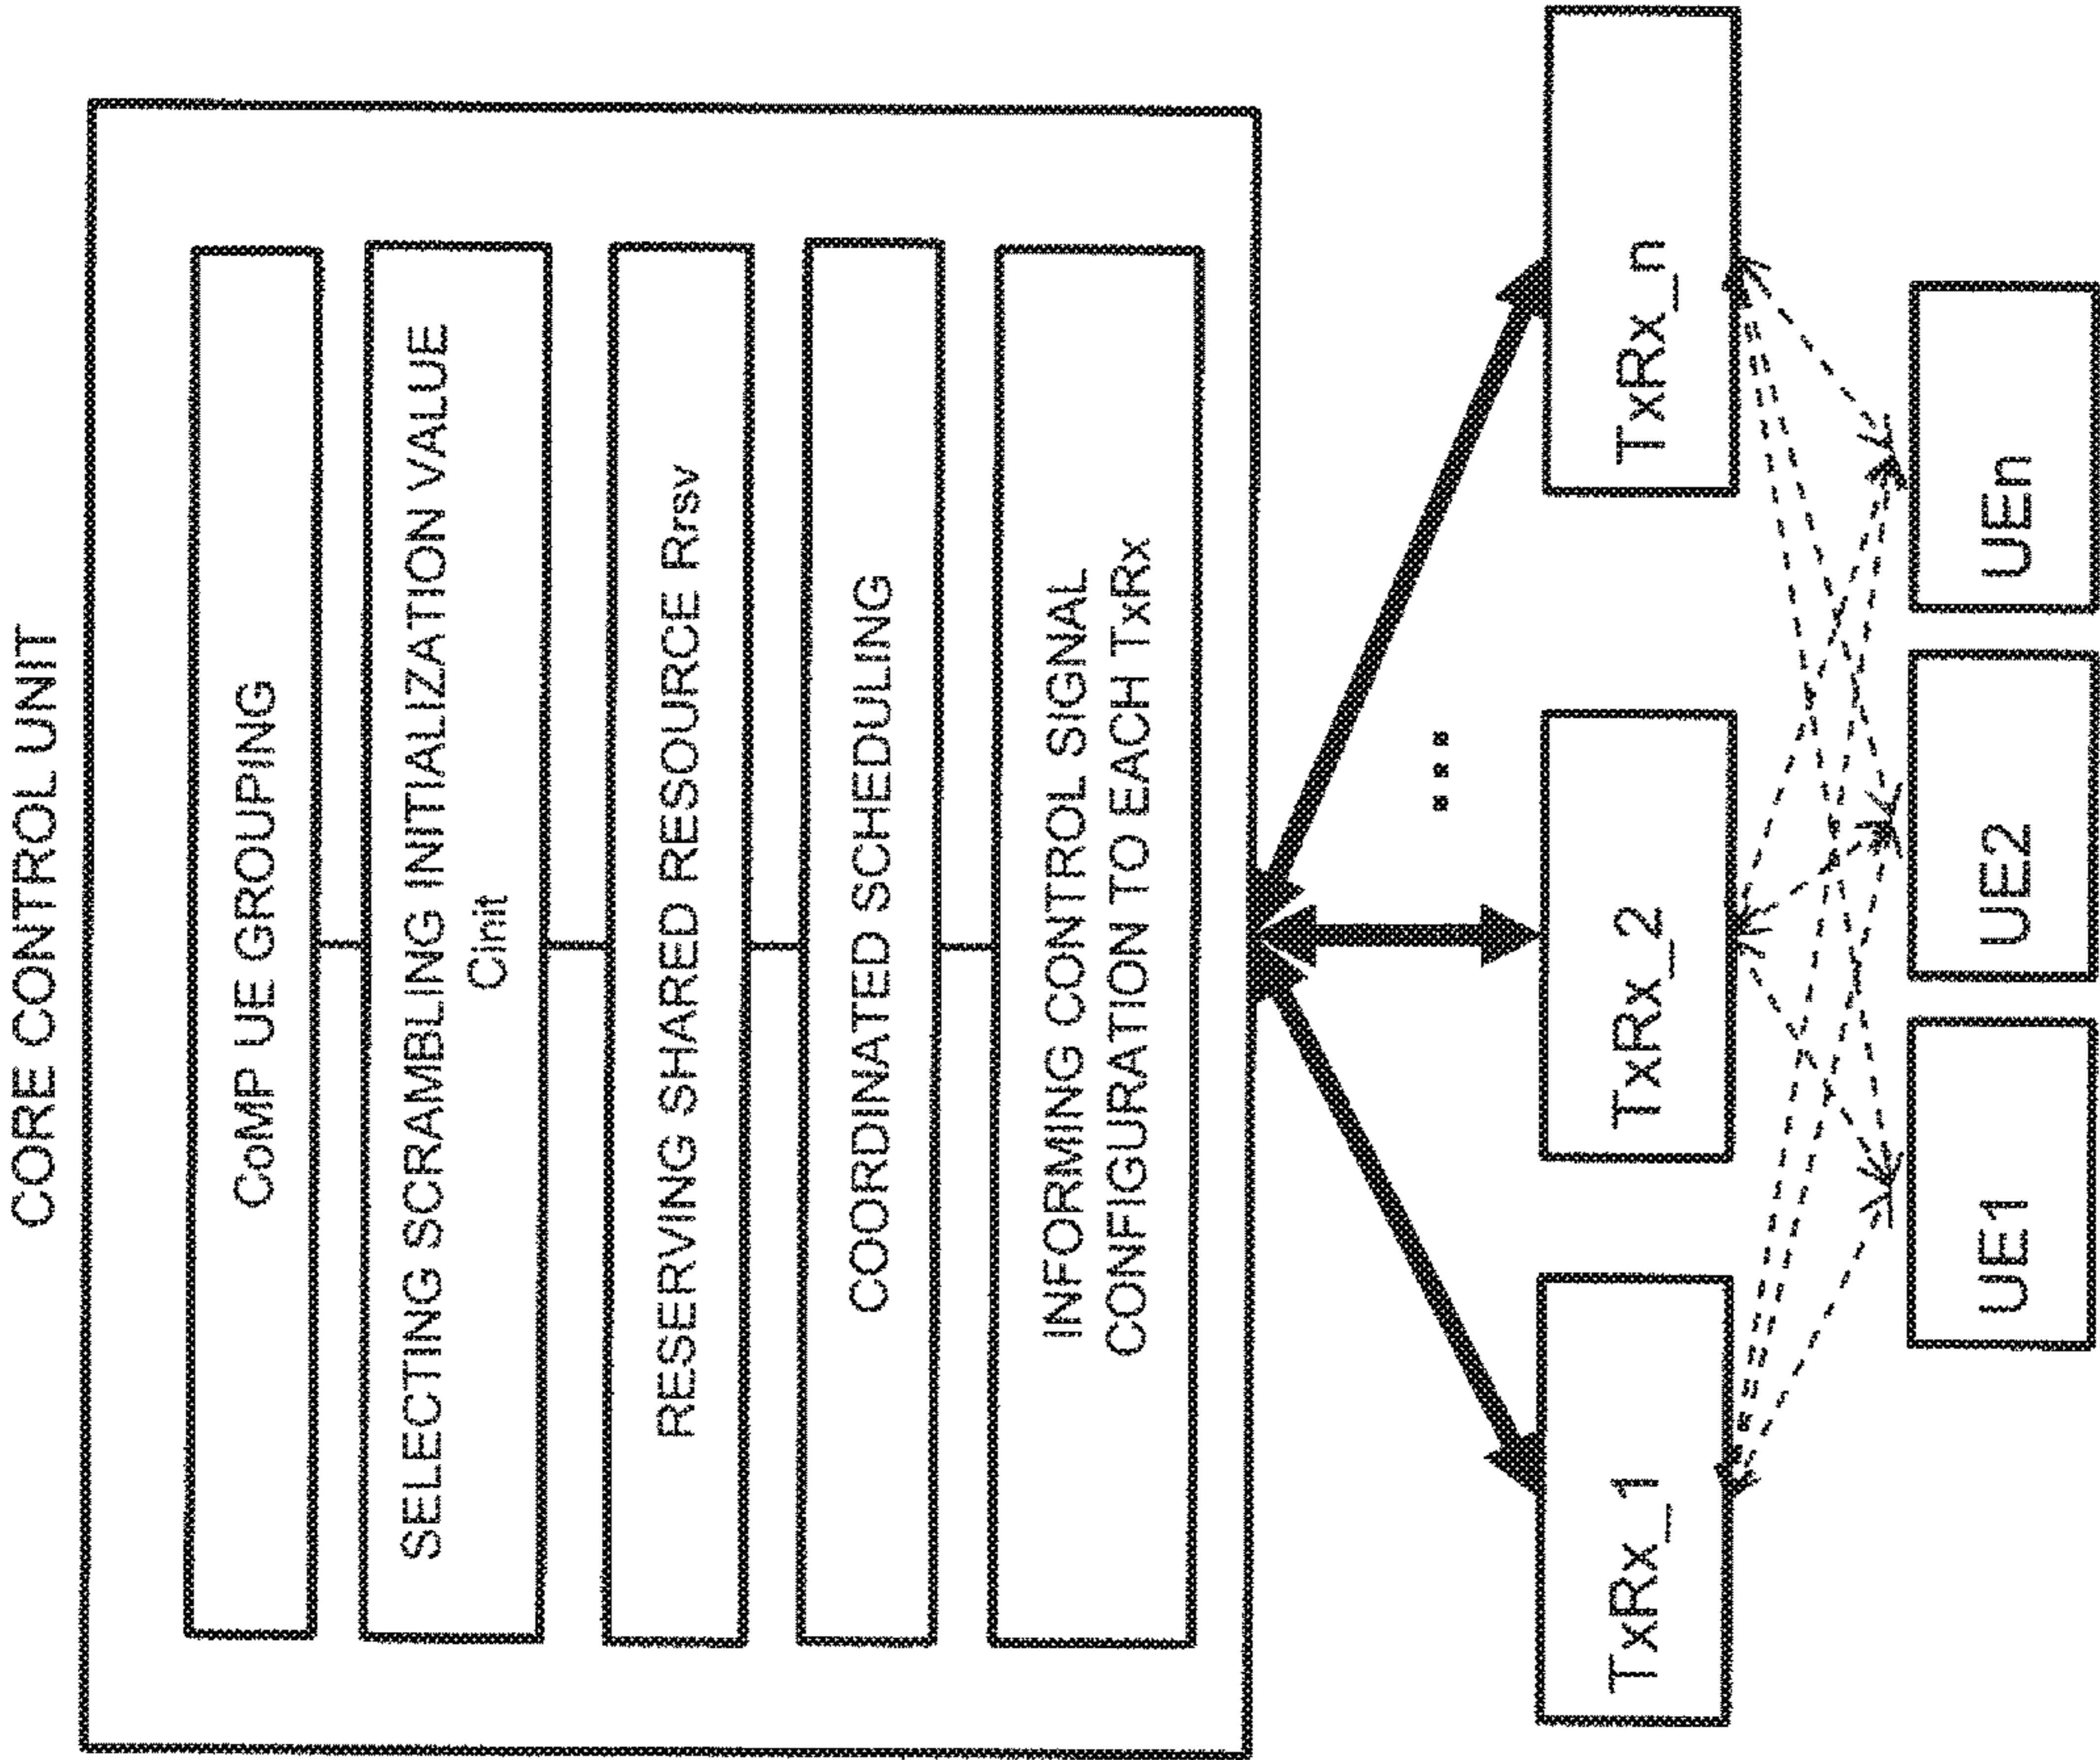 CORE CONTROL UNIT
CoMP UE GROUPING
SELECTING SCRAMBLING INITIALIZATION VALUE
Cinit
RESERVING SHARED RESOURCE Rrsv
COORDINATED SCHEDULING
INFORMING CONTROL SIGNAL
CONFIGURATION TO EACH TxRx
...
TxRx_1
TxRx_2
TxRx_n
UE1
UE2
UEn